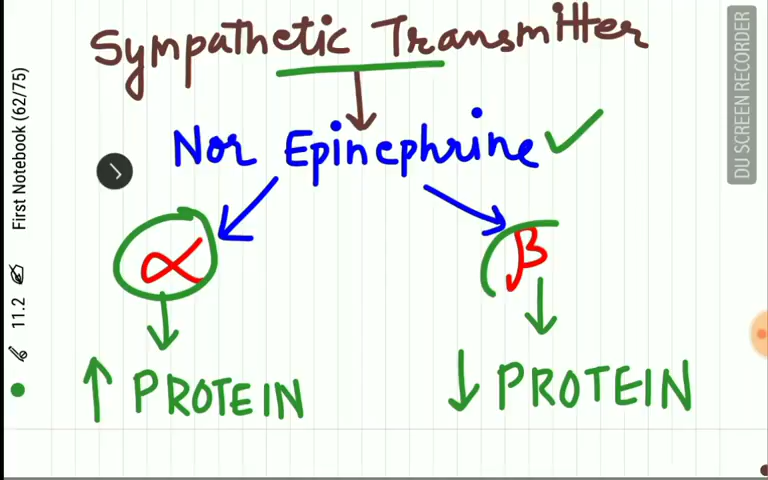 Sympathetic Transmitter
Nor Epinephrine ✓
α β
↑ PROTEIN ↓ PROTEIN
First Notebook (62/75)
11.2
DU SCREEN RECORDER